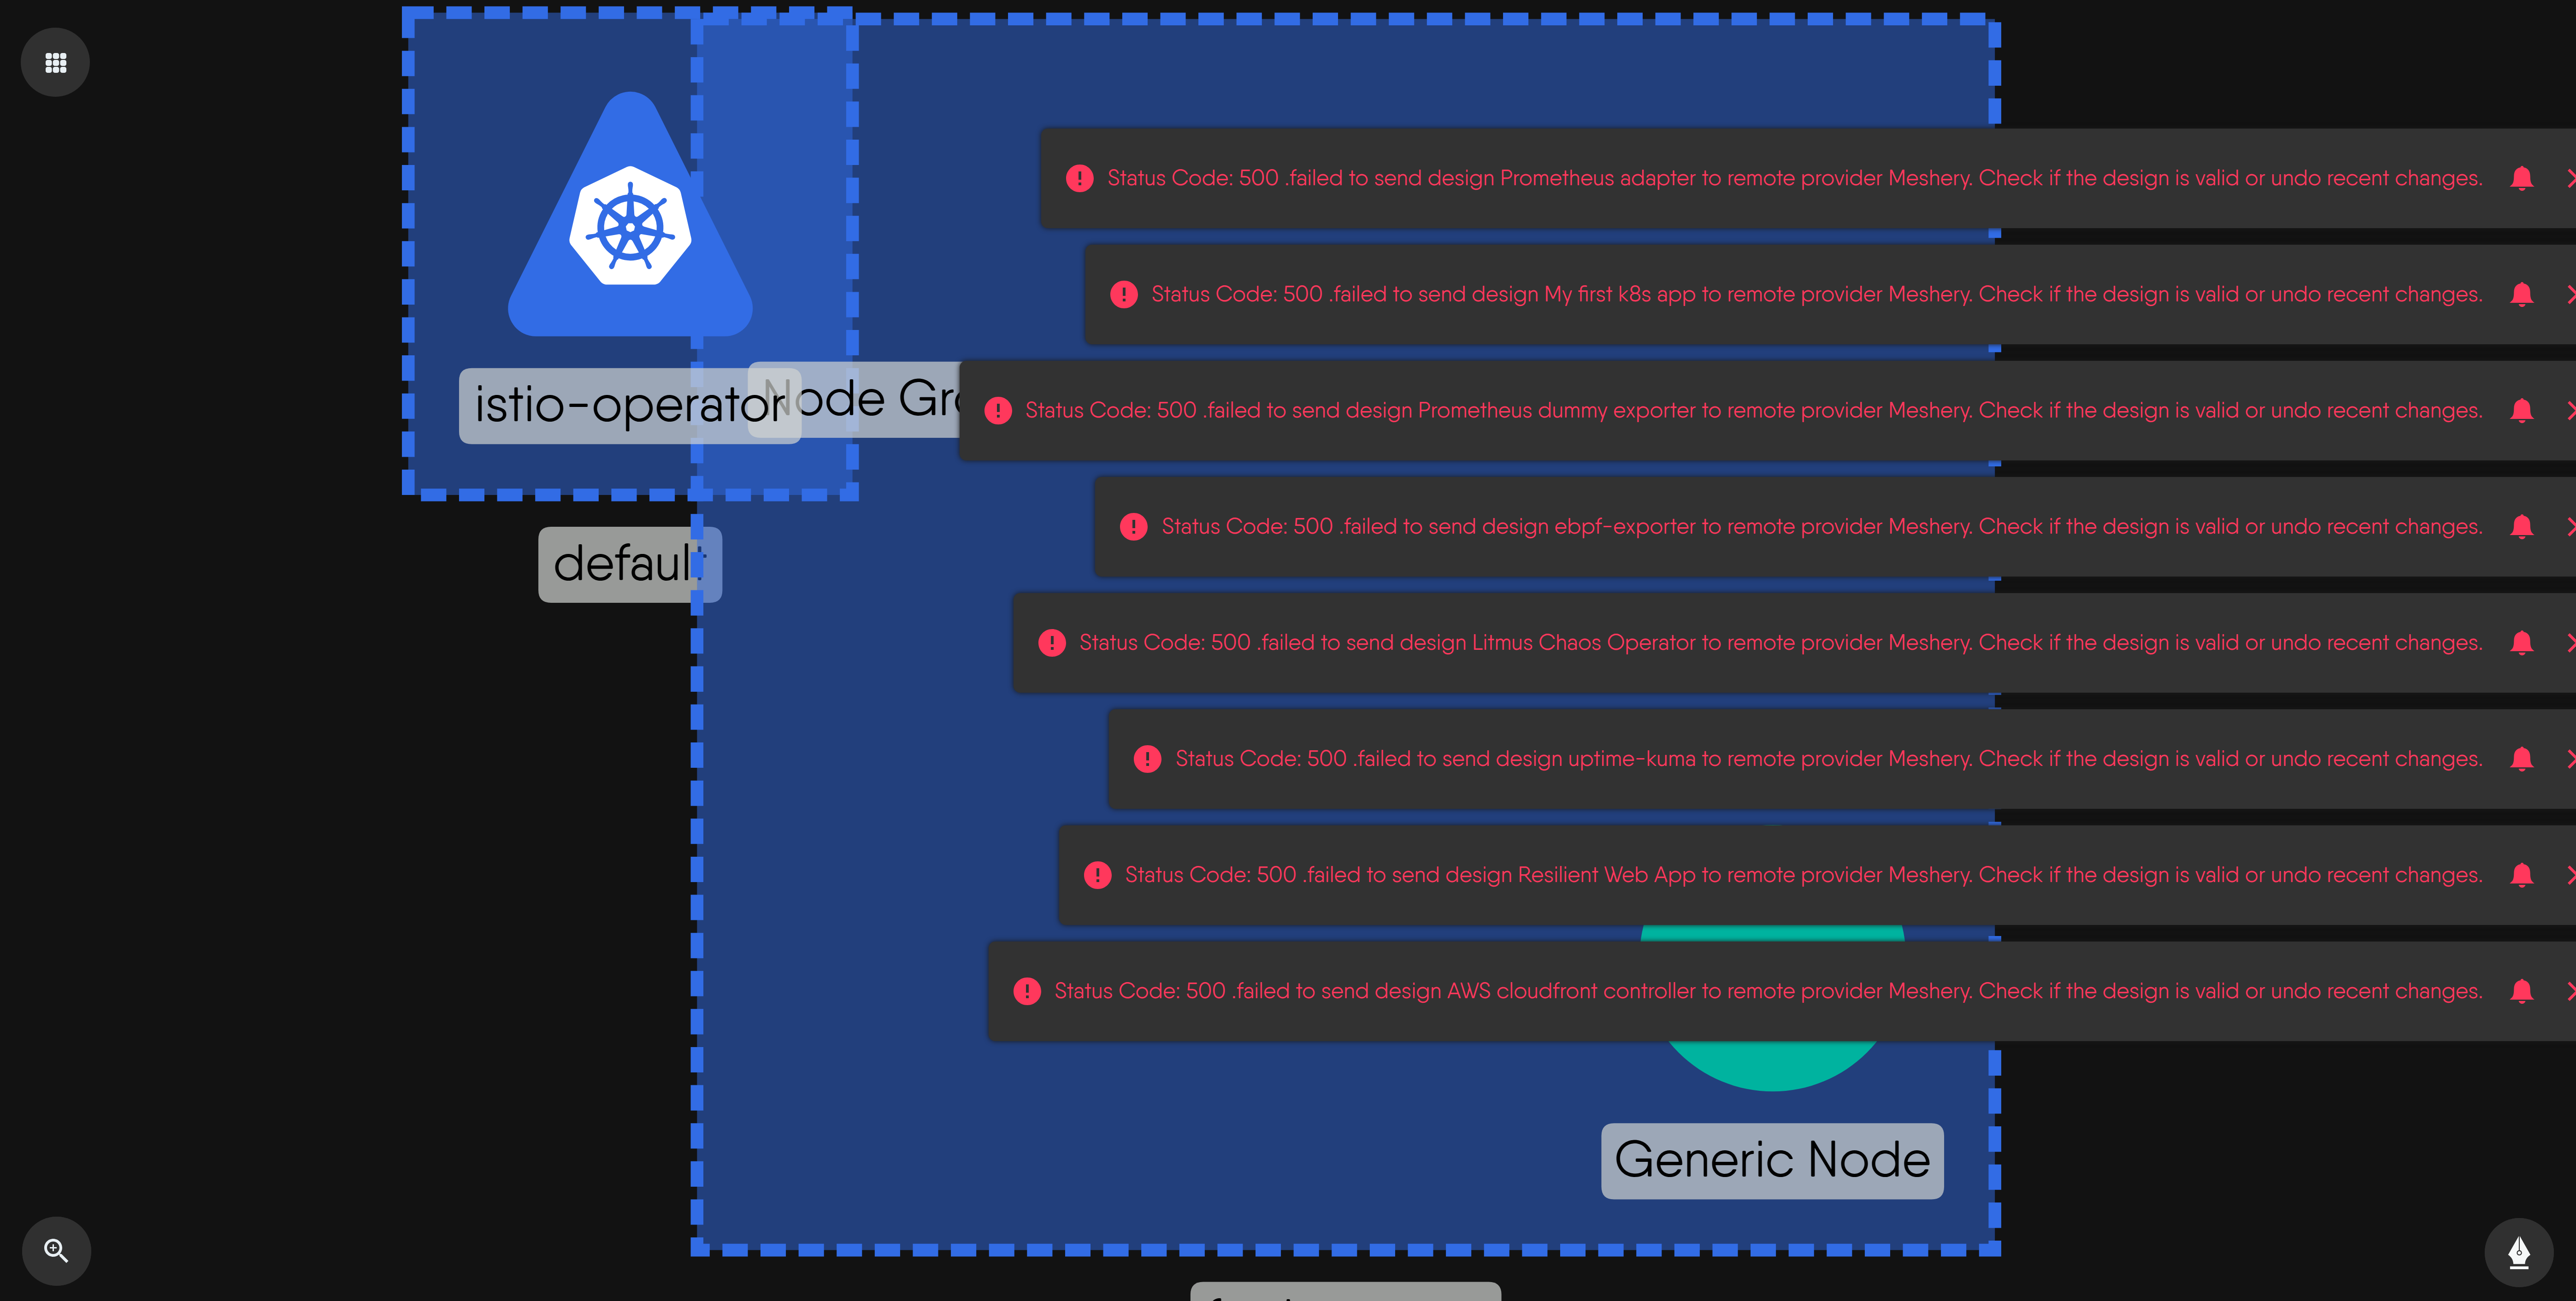 Status Code: 500 .failed to send design Prometheus adapter to remote provider Meshery. Check if the design is valid or undo recent changes.
Status Code: 500 .failed to send design My first k8s app to remote provider Meshery. Check if the design is valid or undo recent changes.
istio-operator
Node
Status Code: 500 .failed to send design Prometheus dummy exporter to remote provider Meshery. Check if the design is valid or undo recent changes.
Status Code: 500 .failed to send design ebpf-exporter to remote provider Meshery. Check if the design is valid or undo recent changes.
default
Status Code: 500 .failed to send design Litmus Chaos Operator to remote provider Meshery. Check if the design is valid or undo recent changes.
Status Code: 500 .failed to send design uptime-kuma to remote provider Meshery. Check if the design is valid or undo recent changes.
Status Code: 500 .failed to send design Resilient Web App to remote provider Meshery. Check if the design is valid or undo recent changes.
Status Code: 500 .failed to send design AWS cloudfront controller to remote provider Meshery. Check if the design is valid or undo recent changes.
Generic Node